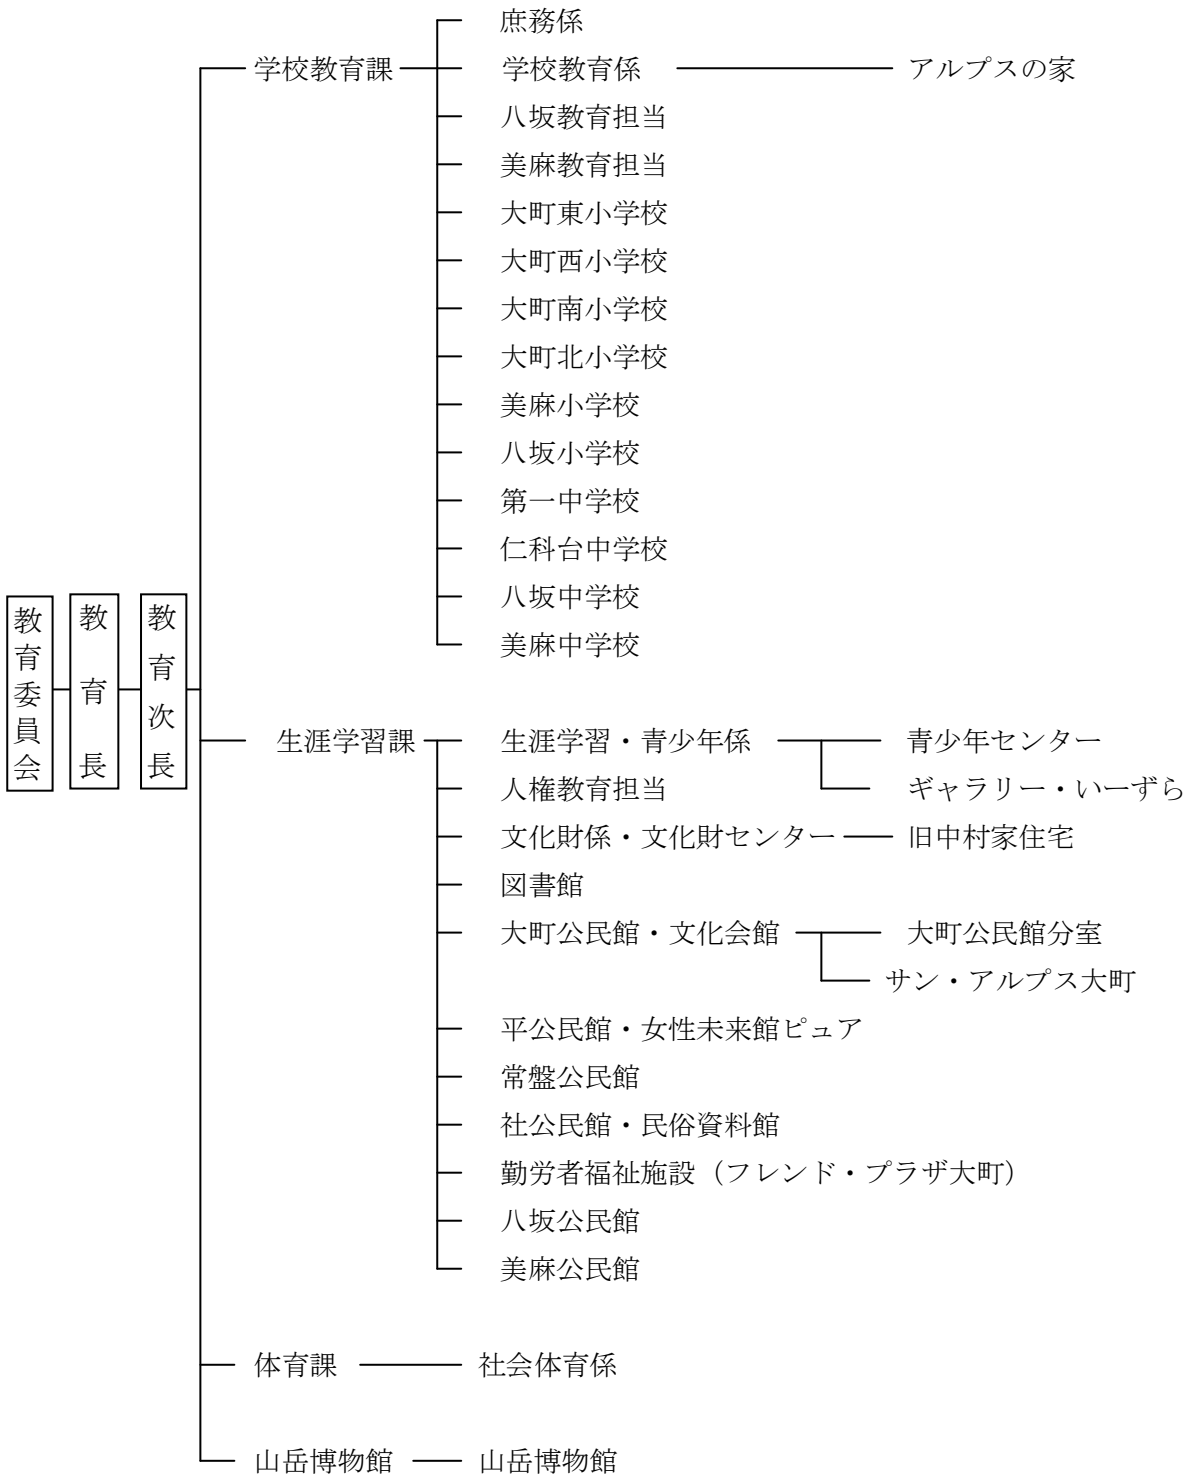 庶務係
学校教育課 学校教育係 アルプスの家
八坂教育担当
美麻教育担当
大町東小学校
大町西小学校
大町南小学校
大町北小学校
美麻小学校
八坂小学校
第一中学校
仁科台中学校
八坂中学校
美麻中学校
教育委員会
教育長
教育次長
生涯学習課 生涯学習・青少年係 青少年センター
人権教育担当 ギャラリー・いーずら
文化財係・文化財センター 旧中村家住宅
図書館
大町公民館・文化会館 大町公民館分室
サン・アルプス大町
平公民館・女性未来館ピュア
常盤公民館
社公民館・民俗資料館
勤労者福祉施設（フレンド・プラザ大町）
八坂公民館
美麻公民館
体育課 社会体育係
山岳博物館 山岳博物館